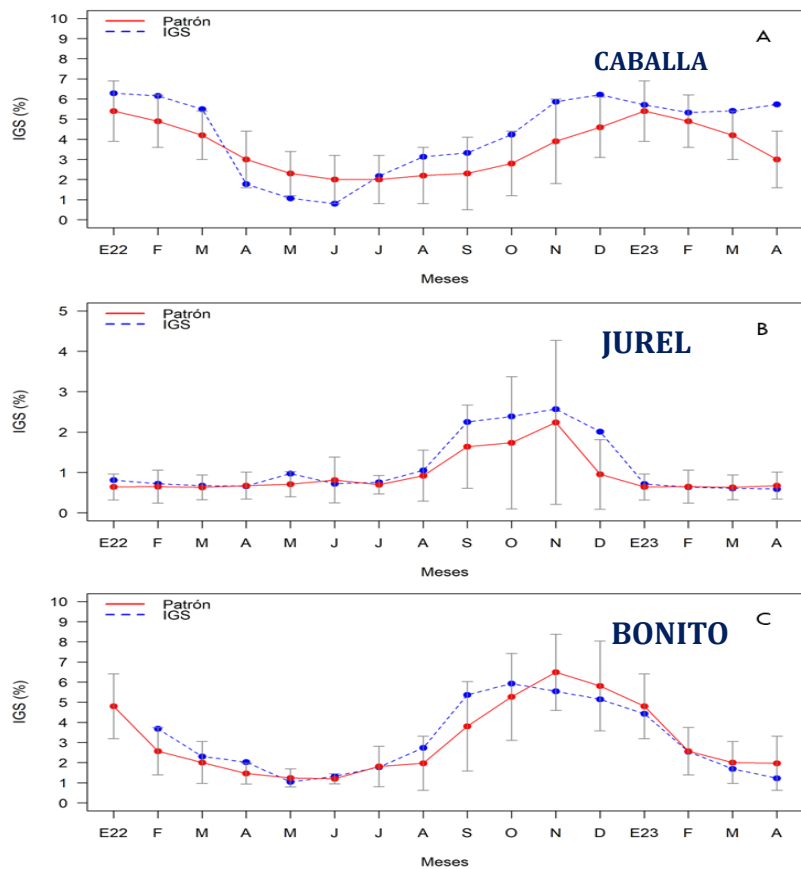 Patrón
IGS
A
CABALLA
IGS (%)
10
9
8
7
6
5
4
3
2
1
0
E22 F M A M J J A S O N D E23 F M A
Meses
Patrón
IGS
B
JUREL
IGS (%)
5
4
3
2
1
0
E22 F M A M J J A S O N D E23 F M A
Meses
Patrón
IGS
C
BONITO
IGS (%)
10
9
8
7
6
5
4
3
2
1
0
E22 F M A M J J A S O N D E23 F M A
Meses